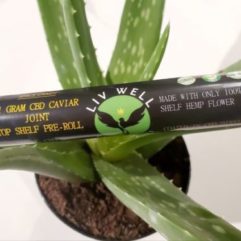 GRAM CBD CAVIAR
JOINT
TOP SHELF PRE-ROLL
LIV WELL
MADE WITH ONLY 100%
SHELF HEMP FLOWER